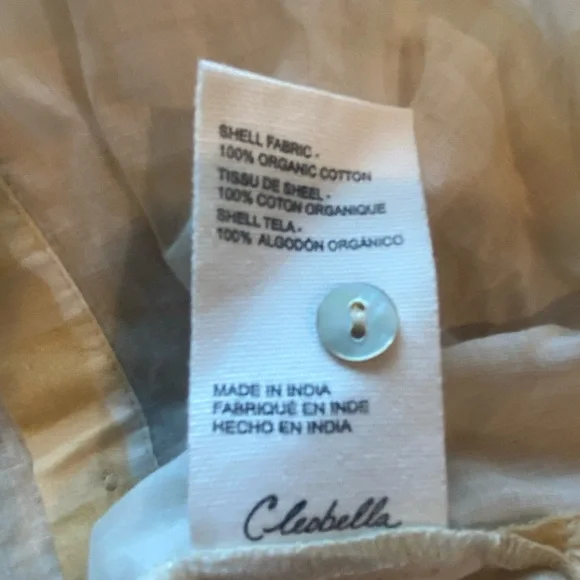 SHELL FABRIC -
100% ORGANIC COTTON
TISSU DE SHEEL -
100% COTON ORGANIQUE
SHELL TELA -
100% ALGODÓN ORGÁNICO
MADE IN INDIA
FABRIQUÉ EN INDE
HECHO EN INDIA
Cleobella